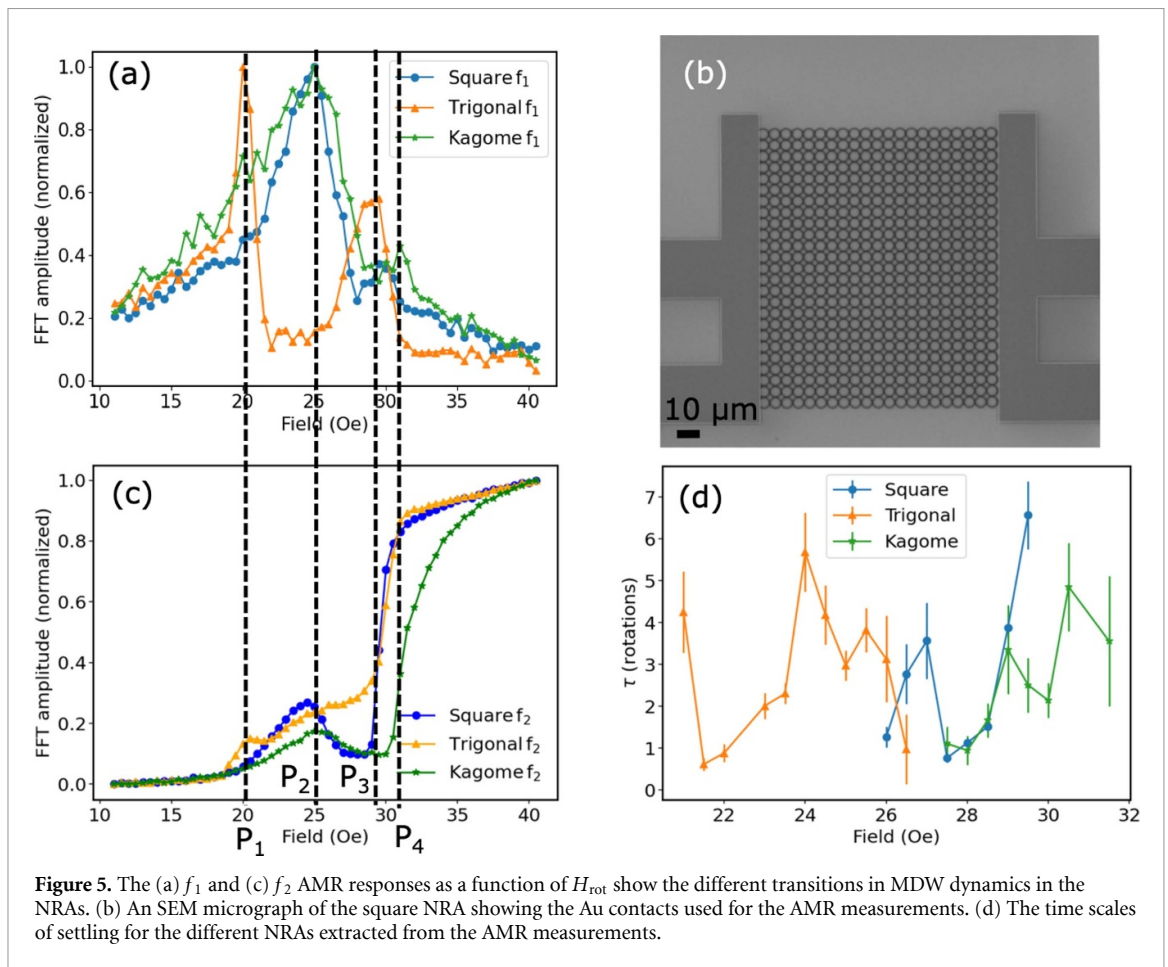 (a)
1.0
0.8
0.6
0.4
0.2
0.0
FFT amplitude (normalized)
Square f1
Trigonal f1
Kagome f1
10 15 20 25 30 35 40
Field (Oe)
(b)
10 µm
(c)
1.0
0.8
0.6
0.4
0.2
0.0
FFT amplitude (normalized)
Square f2
Trigonal f2
Kagome f2
P1
P2
P3
P4
10 15 20 25 30 35 40
Field (Oe)
(d)
7
6
5
4
3
2
1
0
τ (rotations)
Square
Trigonal
Kagome
22 24 26 28 30 32
Field (Oe)
Figure 5. The (a) f1 and (c) f2 AMR responses as a function of Hrot show the different transitions in MDW dynamics in the
NRAs. (b) An SEM micrograph of the square NRA showing the Au contacts used for the AMR measurements. (d) The time scales
of settling for the different NRAs extracted from the AMR measurements.